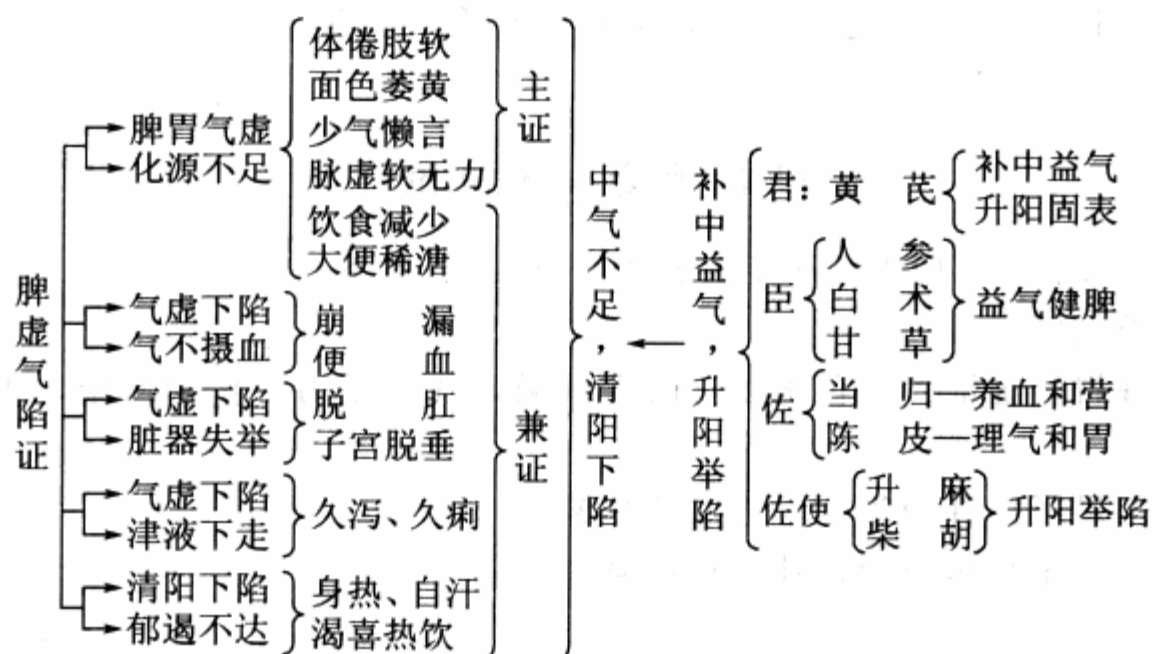 脾虚气陷证
脾胃气虚
化源不足
体倦肢软
面色萎黄
少气懒言
脉虚软无力
饮食减少
大便稀溏
主证
气虚下陷
气不摄血
崩 漏
便 血
气虚下陷
脏器失举
脱 肛
子宫脱垂
气虚下陷
津液下走
久泻、久痢
清阳下陷
郁遏不达
身热、自汗
渴喜热饮
兼证
中气不足，清阳下陷
补中益气，升阳举陷
君：黄 芪
补中益气
升阳固表
臣
人 参
白 术
甘 草
益气健脾
佐
当 归—养血和营
陈 皮—理气和胃
佐使
升 麻
柴 胡
升阳举陷